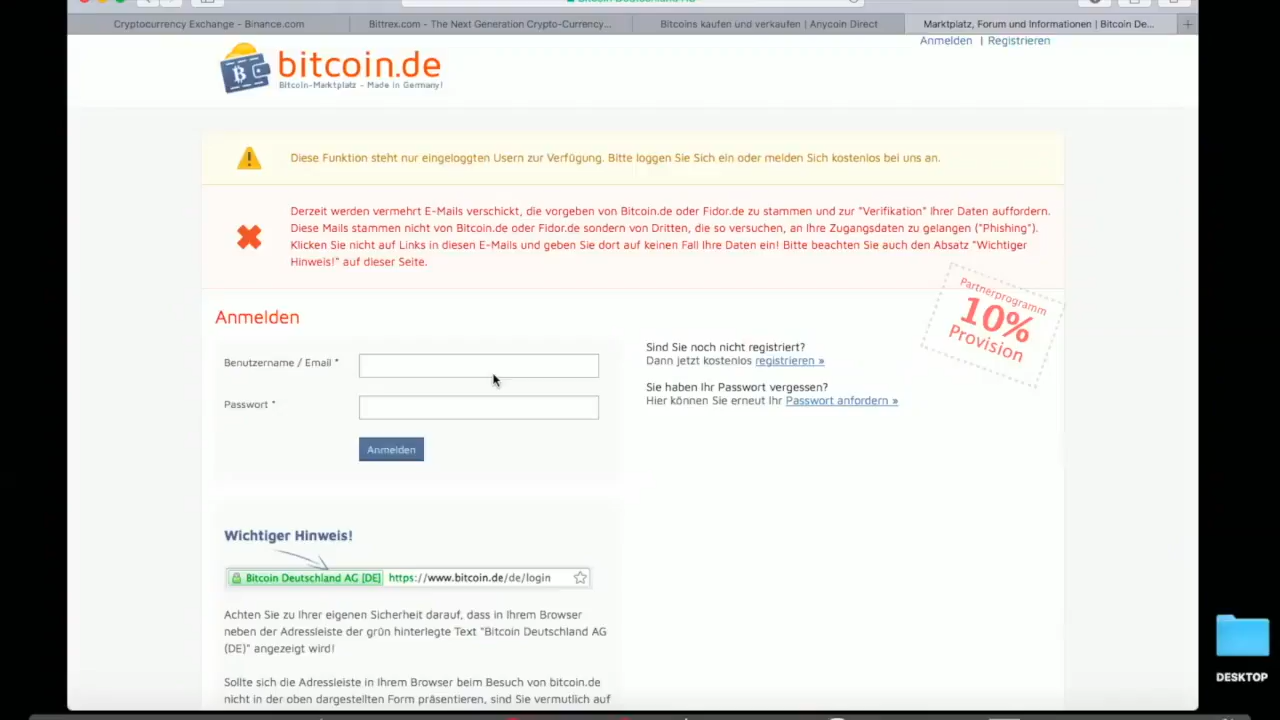 Cryptocurrency Exchange - Binance.com
Bittrex.com - The Next Generation Crypto-Currency...
Bitcoins kaufen und verkaufen | Anycoin Direct
Marktplatz, Forum und Informationen | Bitcoin De...
Anmelden | Registrieren
bitcoin.de
Bitcoin-Marktplatz - Made in Germany!
Diese Funktion steht nur eingeloggten Usern zur Verfügung. Bitte loggen Sie Sich ein oder melden Sich kostenlos bei uns an.
Derzeit werden vermehrt E-Mails verschickt, die vorgeben von Bitcoin.de oder Fidor.de zu stammen und zur "Verifikation" Ihrer Daten auffordern.
Diese Mails stammen nicht von Bitcoin.de oder Fidor.de sondern von Dritten, die so versuchen, an Ihre Zugangsdaten zu gelangen ("Phishing").
Klicken Sie nicht auf Links in diesen E-Mails und geben Sie dort auf keinen Fall Ihre Daten ein! Bitte beachten Sie auch den Absatz "Wichtiger
Hinweis!" auf dieser Seite.
Partnerprogramm
10%
Provision
Anmelden
Benutzername / Email *
Passwort *
Anmelden
Sind Sie noch nicht registriert?
Dann jetzt kostenlos registrieren »
Sie haben Ihr Passwort vergessen?
Hier können Sie erneut Ihr Passwort anfordern »
Wichtiger Hinweis!
Bitcoin Deutschland AG [DE] https://www.bitcoin.de/de/login
Achten Sie zu Ihrer eigenen Sicherheit darauf, dass in Ihrem Browser
neben der Adressleiste der grün hinterlegte Text "Bitcoin Deutschland AG
(DE)" angezeigt wird!
Sollte sich die Adressleiste in Ihrem Browser beim Besuch von bitcoin.de
nicht in der oben dargestellten Form präsentieren, sind Sie vermutlich auf
DESKTOP